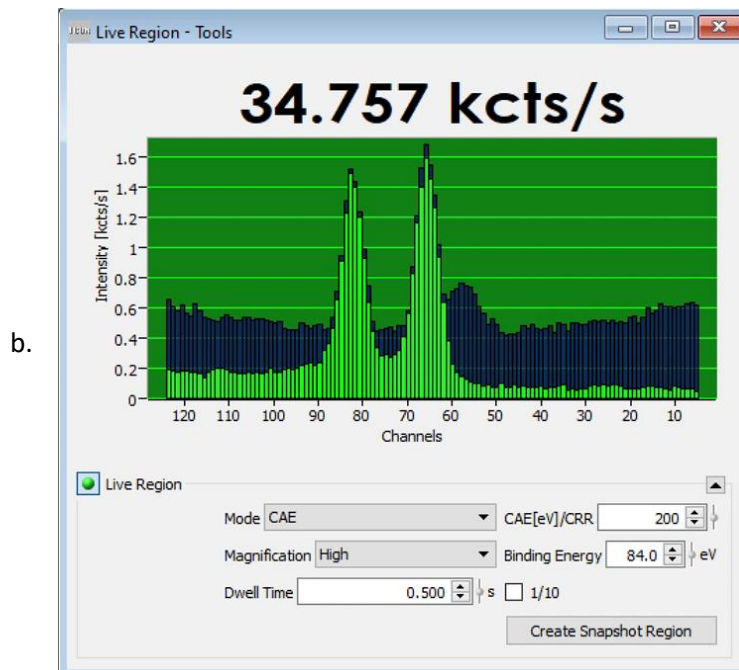 Live Region - Tools
34.757 kcts/s
Intensity [kcts/s]
1.6
1.4
1.2
1
0.8
0.6
0.4
0.2
0
120 110 100 90 80 70 60 50 40 30 20 10
Channels
b.
Live Region
Mode CAE CAE[eV]/CRR 200
Magnification High Binding Energy 84.0 eV
Dwell Time 0.500 s 1/10
Create Snapshot Region